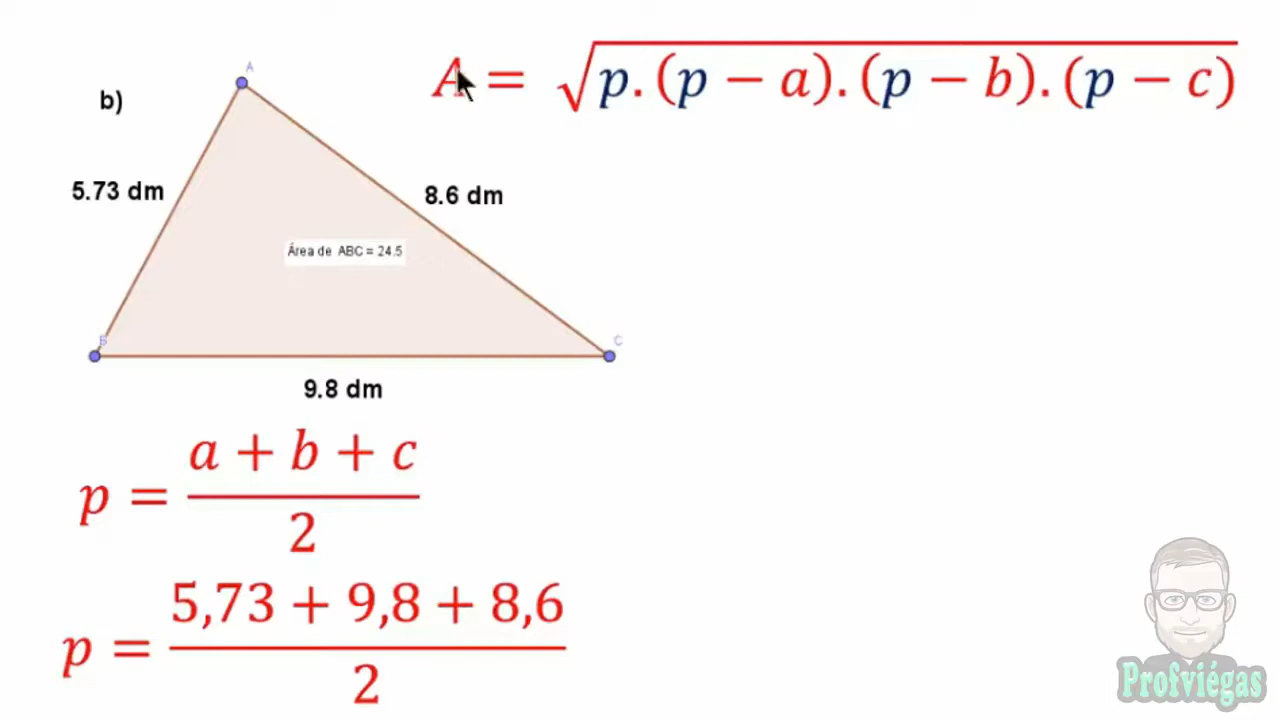 A = √p.(p − a).(p − b).(p − c)
A
b)
5.73 dm
8.6 dm
Área de ABC = 24.5
B
C
9.8 dm
p = a + b + c / 2
p = 5,73 + 9,8 + 8,6 / 2
Profviégas